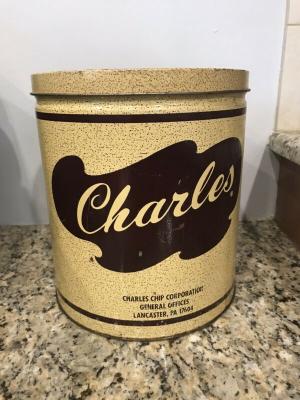 Charles
CHARLES CHIP CORPORATION
GENERAL OFFICES
LANCASTER, PA 17604